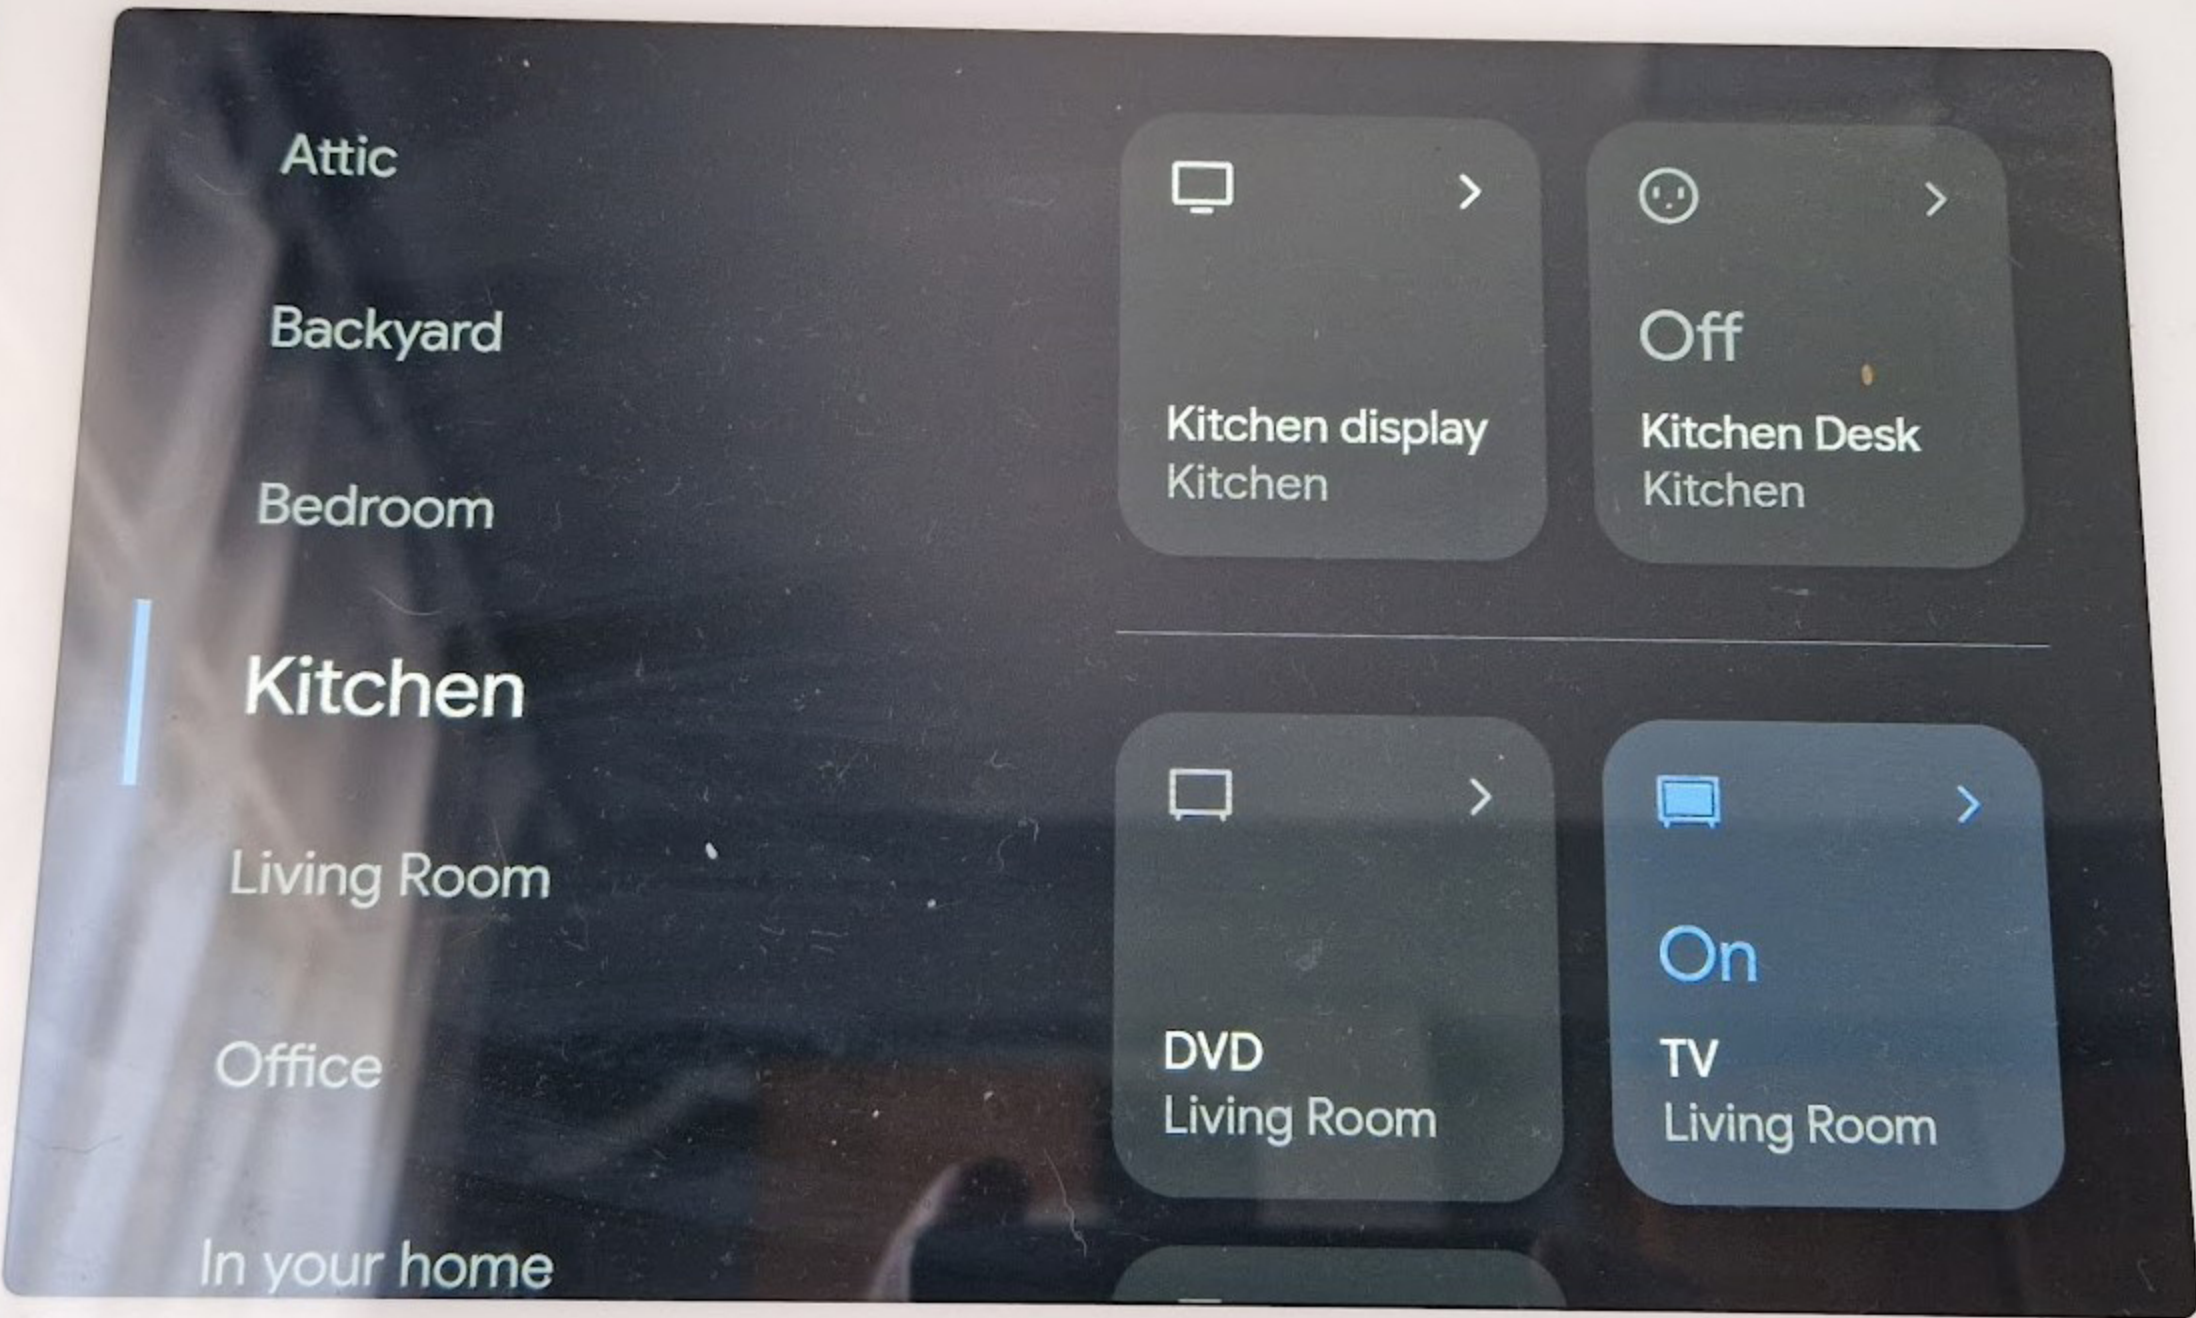 Attic
Backyard
Bedroom
Kitchen
Living Room
Office
In your home
Kitchen display
Kitchen
Off
Kitchen Desk
Kitchen
DVD
Living Room
On
TV
Living Room